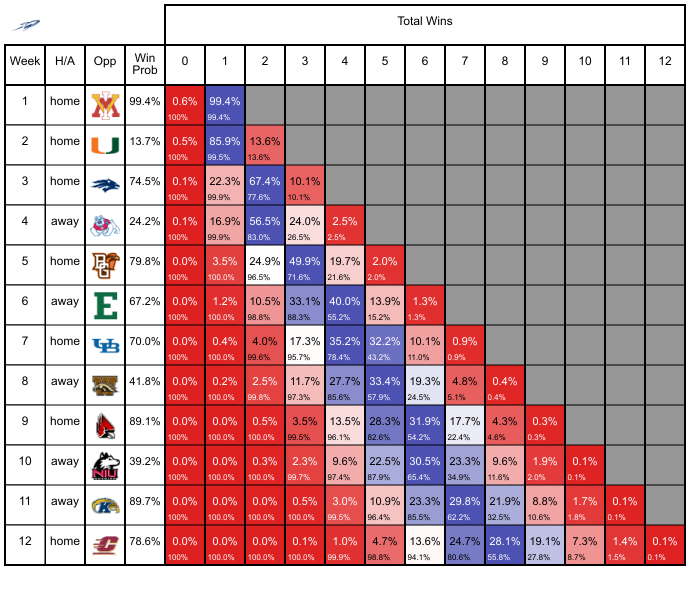 Total Wins
Week H/A Opp Win Prob 0 1 2 3 4 5 6 7 8 9 10 11 12
1 home 99.4% 0.6% 99.4%
100% 99.4%
2 home U 13.7% 0.5% 85.9% 13.6%
100% 99.5% 13.6%
3 home 74.5% 0.1% 22.3% 67.4% 10.1%
100% 99.9% 77.6% 10.1%
4 away 24.2% 0.1% 16.9% 56.5% 24.0% 2.5%
100% 99.9% 83.0% 26.5% 2.5%
5 home BG 79.8% 0.0% 3.5% 24.9% 49.9% 19.7% 2.0%
100% 100.0% 96.5% 71.6% 21.6% 2.0%
6 away E 67.2% 0.0% 1.2% 10.5% 33.1% 40.0% 13.9% 1.3%
100% 100.0% 98.8% 88.3% 55.2% 15.2% 1.3%
7 home UB 70.0% 0.0% 0.4% 4.0% 17.3% 35.2% 32.2% 10.1% 0.9%
100% 100.0% 99.6% 95.7% 78.4% 43.2% 11.0% 0.9%
8 away 41.8% 0.0% 0.2% 2.5% 11.7% 27.7% 33.4% 19.3% 4.8% 0.4%
100% 100.0% 99.8% 97.3% 85.6% 57.9% 24.5% 5.1% 0.4%
9 home 89.1% 0.0% 0.0% 0.5% 3.5% 13.5% 28.3% 31.9% 17.7% 4.3% 0.3%
100% 100.0% 100.0% 99.5% 96.1% 82.6% 54.2% 22.4% 4.6% 0.3%
10 away NIU 39.2% 0.0% 0.0% 0.3% 2.3% 9.6% 22.5% 30.5% 23.3% 9.6% 1.9% 0.1%
100% 100.0% 100.0% 99.7% 97.4% 87.9% 65.4% 34.9% 11.6% 2.0% 0.1%
11 away K 89.7% 0.0% 0.0% 0.0% 0.5% 3.0% 10.9% 23.3% 29.8% 21.9% 8.8% 1.7% 0.1%
100% 100.0% 100.0% 100.0% 99.5% 96.4% 85.5% 62.2% 32.5% 10.6% 1.8% 0.1%
12 home C 78.6% 0.0% 0.0% 0.0% 0.1% 1.0% 4.7% 13.6% 24.7% 28.1% 19.1% 7.3% 1.4% 0.1%
100% 100.0% 100.0% 100.0% 99.9% 98.8% 94.1% 80.6% 55.8% 27.8% 8.7% 1.5% 0.1%